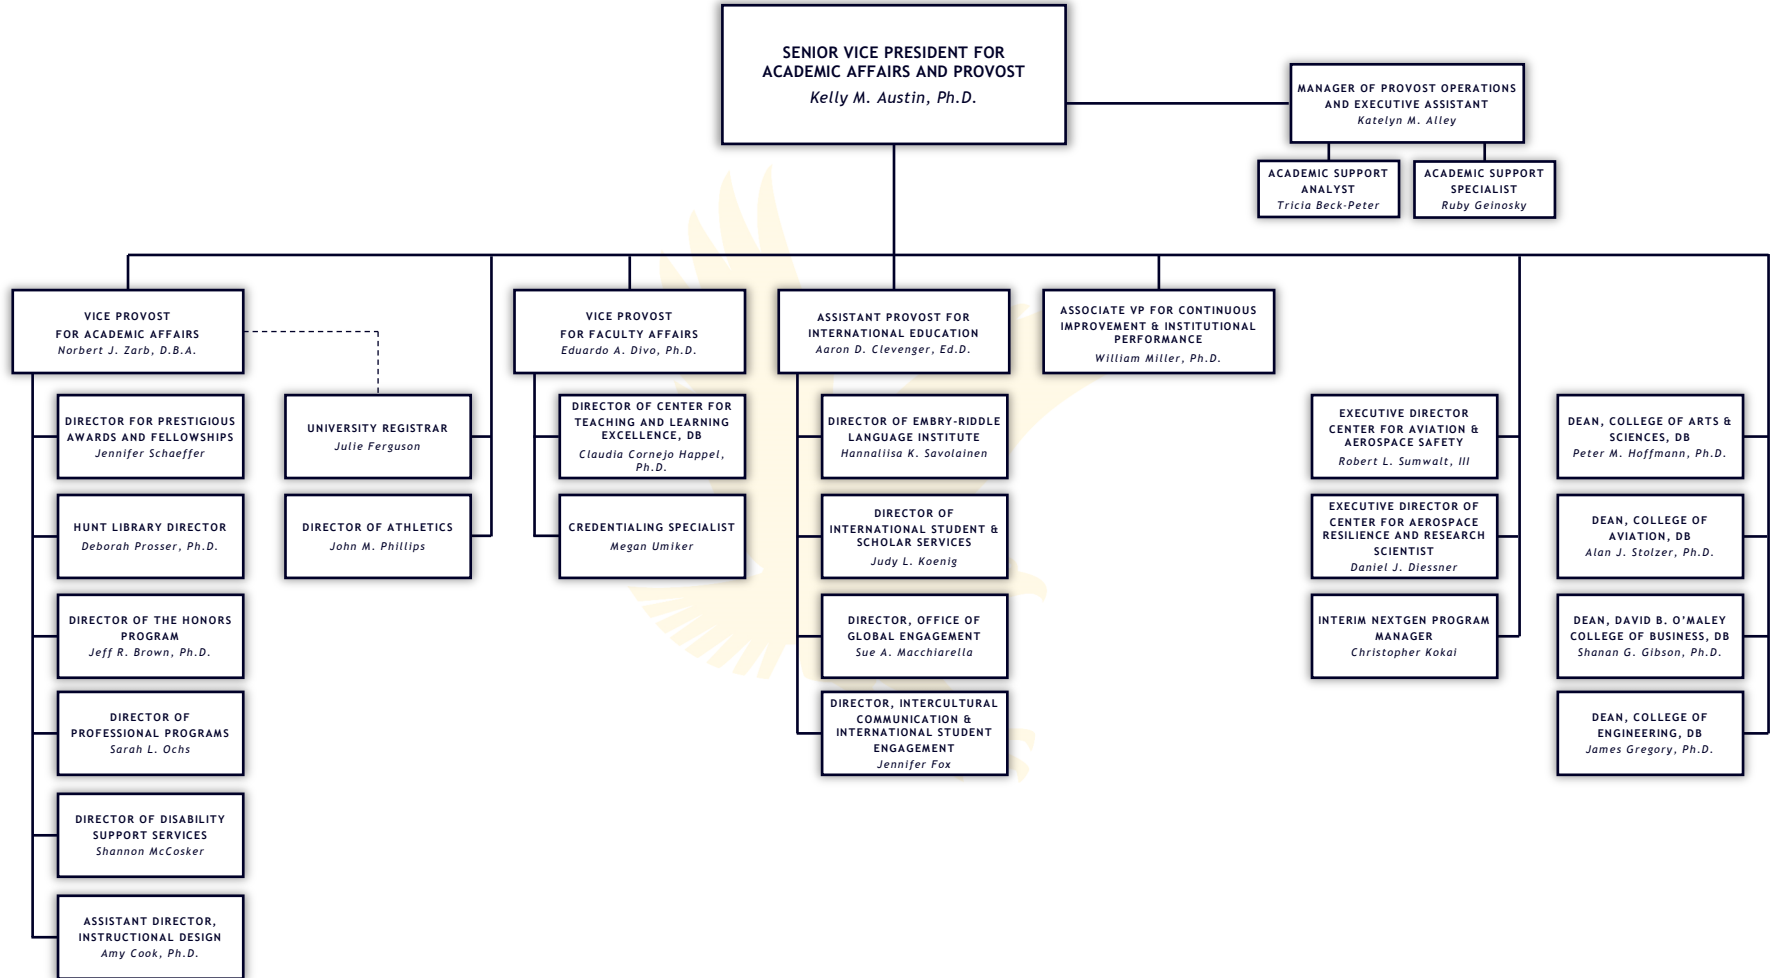 SENIOR VICE PRESIDENT FOR
ACADEMIC AFFAIRS AND PROVOST
Kelly M. Austin, Ph.D.
MANAGER OF PROVOST OPERATIONS
AND EXECUTIVE ASSISTANT
Katelyn M. Alley
ACADEMIC SUPPORT
ANALYST
Tricia Beck-Peter
ACADEMIC SUPPORT
SPECIALIST
Ruby Geinosky
VICE PROVOST
FOR ACADEMIC AFFAIRS
Norbert J. Zarb, D.B.A.
VICE PROVOST
FOR FACULTY AFFAIRS
Eduardo A. Divo, Ph.D.
ASSISTANT PROVOST FOR
INTERNATIONAL EDUCATION
Aaron D. Clevenger, Ed.D.
ASSOCIATE VP FOR CONTINUOUS
IMPROVEMENT & INSTITUTIONAL
PERFORMANCE
William Miller, Ph.D.
DIRECTOR FOR PRESTIGIOUS
AWARDS AND FELLOWSHIPS
Jennifer Schaeffer
HUNT LIBRARY DIRECTOR
Deborah Prosser, Ph.D.
DIRECTOR OF THE HONORS
PROGRAM
Jeff R. Brown, Ph.D.
DIRECTOR OF
PROFESSIONAL PROGRAMS
Sarah L. Ochs
DIRECTOR OF DISABILITY
SUPPORT SERVICES
Shannon McCosker
ASSISTANT DIRECTOR,
INSTRUCTIONAL DESIGN
Amy Cook, Ph.D.
UNIVERSITY REGISTRAR
Julie Ferguson
DIRECTOR OF ATHLETICS
John M. Phillips
DIRECTOR OF CENTER FOR
TEACHING AND LEARNING
EXCELLENCE, DB
Claudia Cornejo Happel,
Ph.D.
CREDENTIALING SPECIALIST
Megan Umiker
DIRECTOR OF EMBRY-RIDDLE
LANGUAGE INSTITUTE
Hannaliisa K. Savolainen
DIRECTOR OF
INTERNATIONAL STUDENT &
SCHOLAR SERVICES
Judy L. Koenig
DIRECTOR, OFFICE OF
GLOBAL ENGAGEMENT
Sue A. Macchiarella
DIRECTOR, INTERCULTURAL
COMMUNICATION &
INTERNATIONAL STUDENT
ENGAGEMENT
Jennifer Fox
EXECUTIVE DIRECTOR
CENTER FOR AVIATION &
AEROSPACE SAFETY
Robert L. Sumwalt, III
EXECUTIVE DIRECTOR OF
CENTER FOR AEROSPACE
RESILIENCE AND RESEARCH
SCIENTIST
Daniel J. Diessner
INTERIM NEXTGEN PROGRAM
MANAGER
Christopher Kokai
DEAN, COLLEGE OF ARTS &
SCIENCES, DB
Peter M. Hoffmann, Ph.D.
DEAN, COLLEGE OF
AVIATION, DB
Alan J. Stolzer, Ph.D.
DEAN, DAVID B. O’MALEY
COLLEGE OF BUSINESS, DB
Shanan G. Gibson, Ph.D.
DEAN, COLLEGE OF
ENGINEERING, DB
James Gregory, Ph.D.